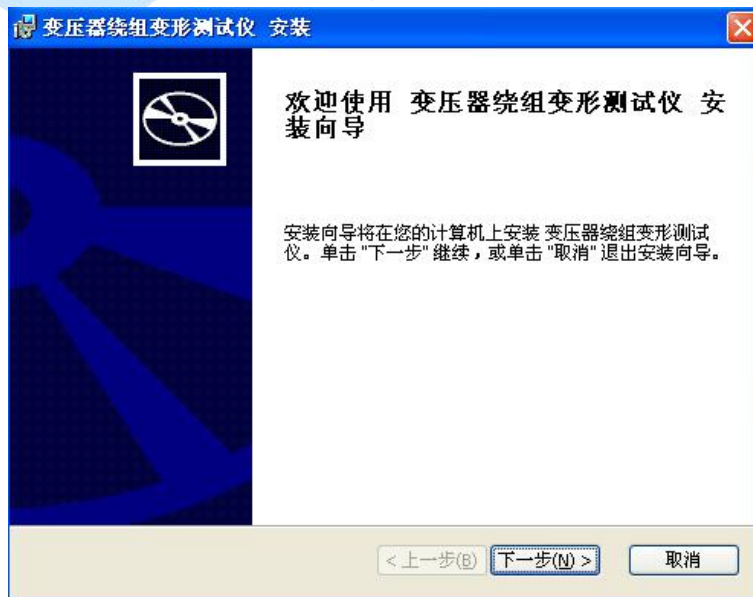 变压器绕组变形测试仪 安装
欢迎使用 变压器绕组变形测试仪 安
装向导
安装向导将在您的计算机上安装 变压器绕组变形测试
仪。单击"下一步"继续，或单击"取消"退出安装向导。
<上一步(B) 下一步(N) > 取消